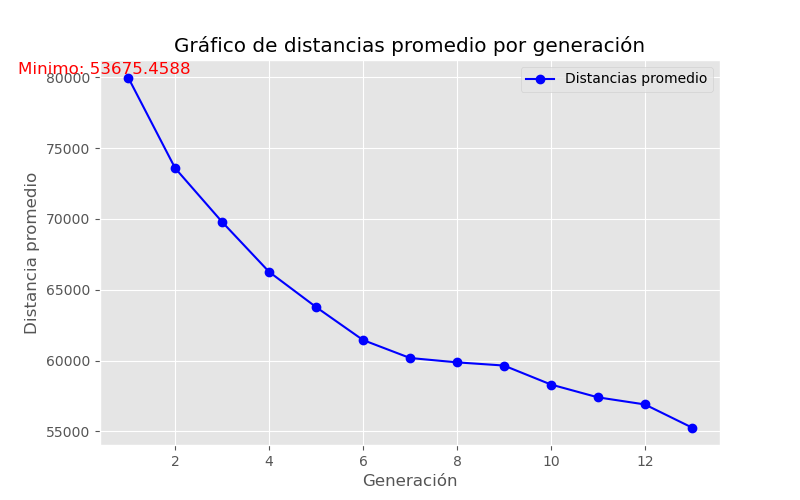 Gráfico de distancias promedio por generación
Minimo: 53675.4588
Distancias promedio
80000
75000
70000
65000
60000
55000
Distancia promedio
2 4 6 8 10 12
Generación